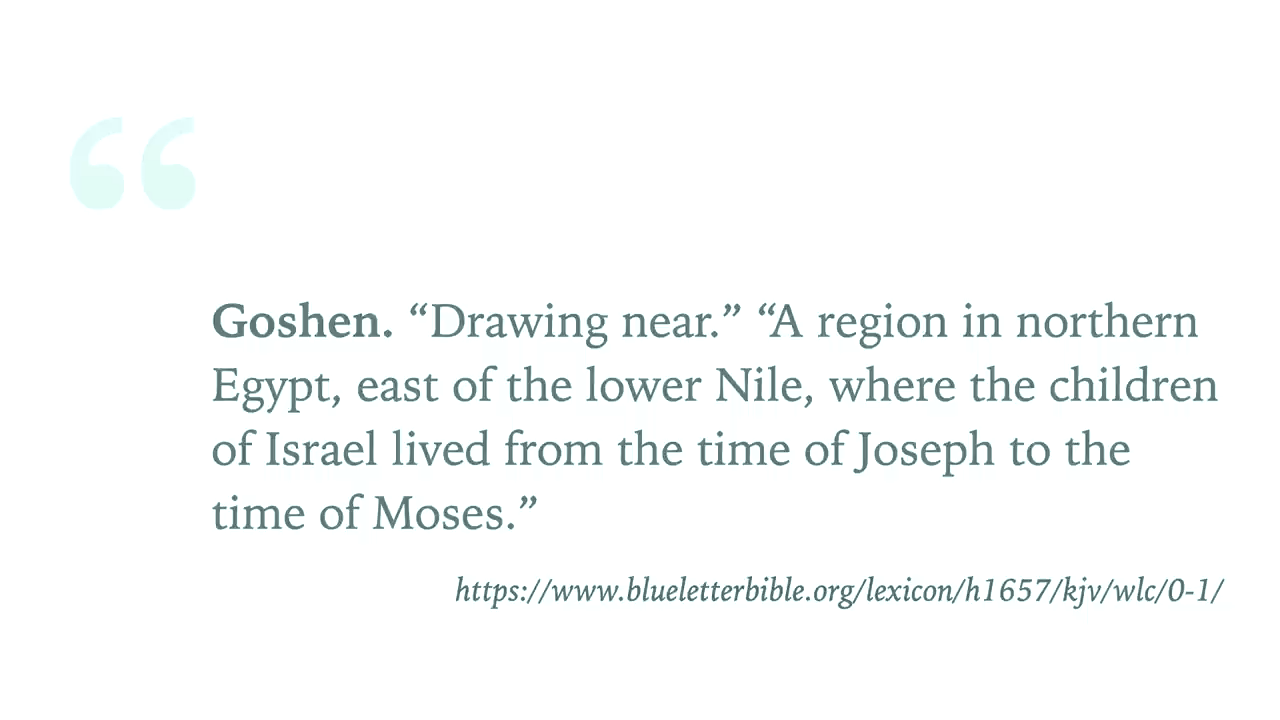 “
Goshen. “Drawing near.” “A region in northern
Egypt, east of the lower Nile, where the children
of Israel lived from the time of Joseph to the
time of Moses.”
https://www.blueletterbible.org/lexicon/h1657/kjv/wlc/0-1/